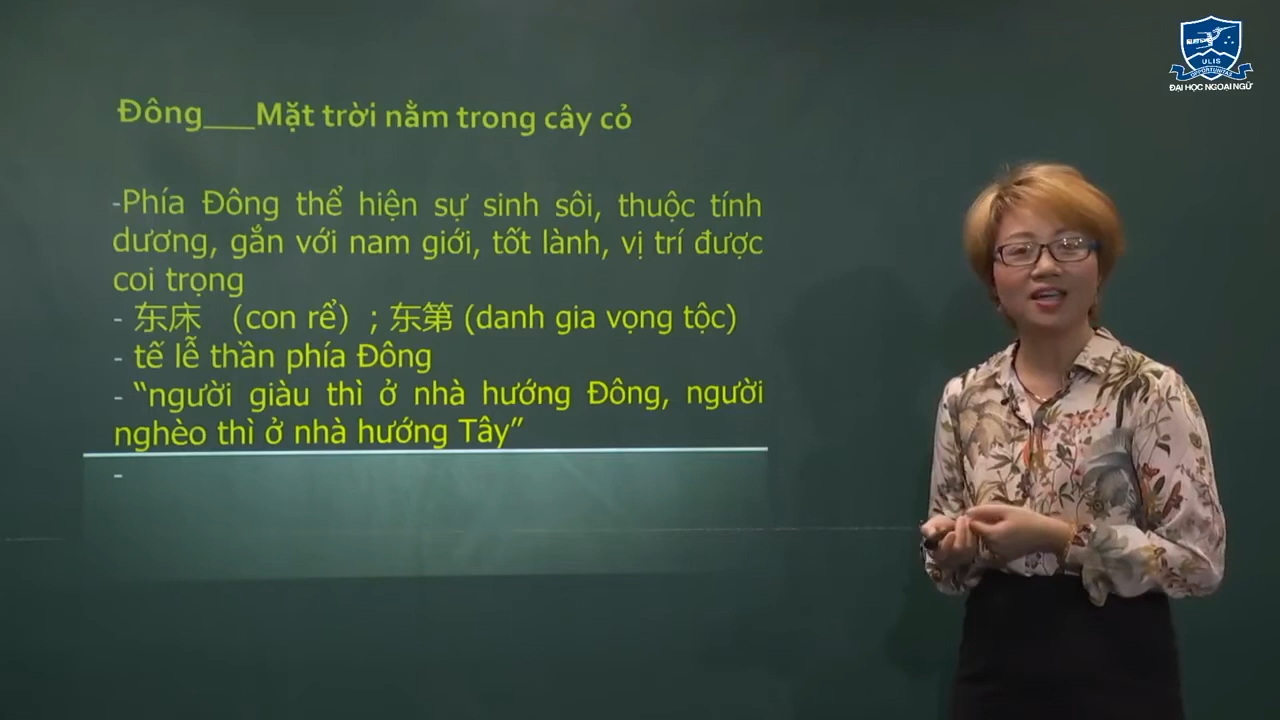 Đông___Mặt trời nằm trong cây cỏ
-Phía Đông thể hiện sự sinh sôi, thuộc tính
dương, gắn với nam giới, tốt lành, vị trí được
coi trọng
- 东床 （con rể）; 东第 (danh gia vọng tộc)
- tế lễ thần phía Đông
- “người giàu thì ở nhà hướng Đông, người
nghèo thì ở nhà hướng Tây”
-
ULIS
ĐẠI HỌC NGOẠI NGỮ